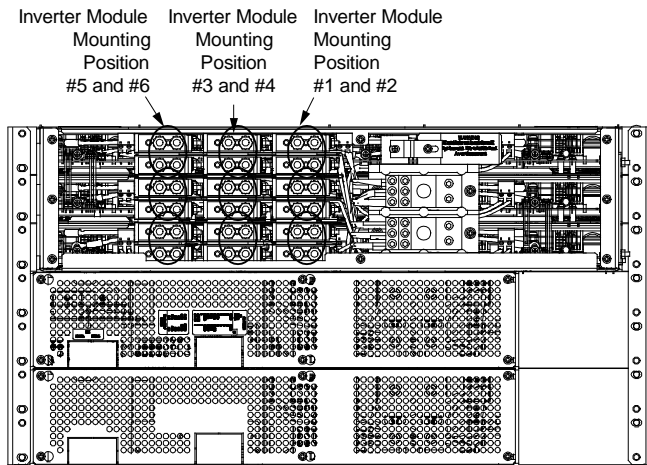 Inverter Module
Mounting
Position
#5 and #6
Inverter Module
Mounting
Position
#3 and #4
Inverter Module
Mounting
Position
#1 and #2